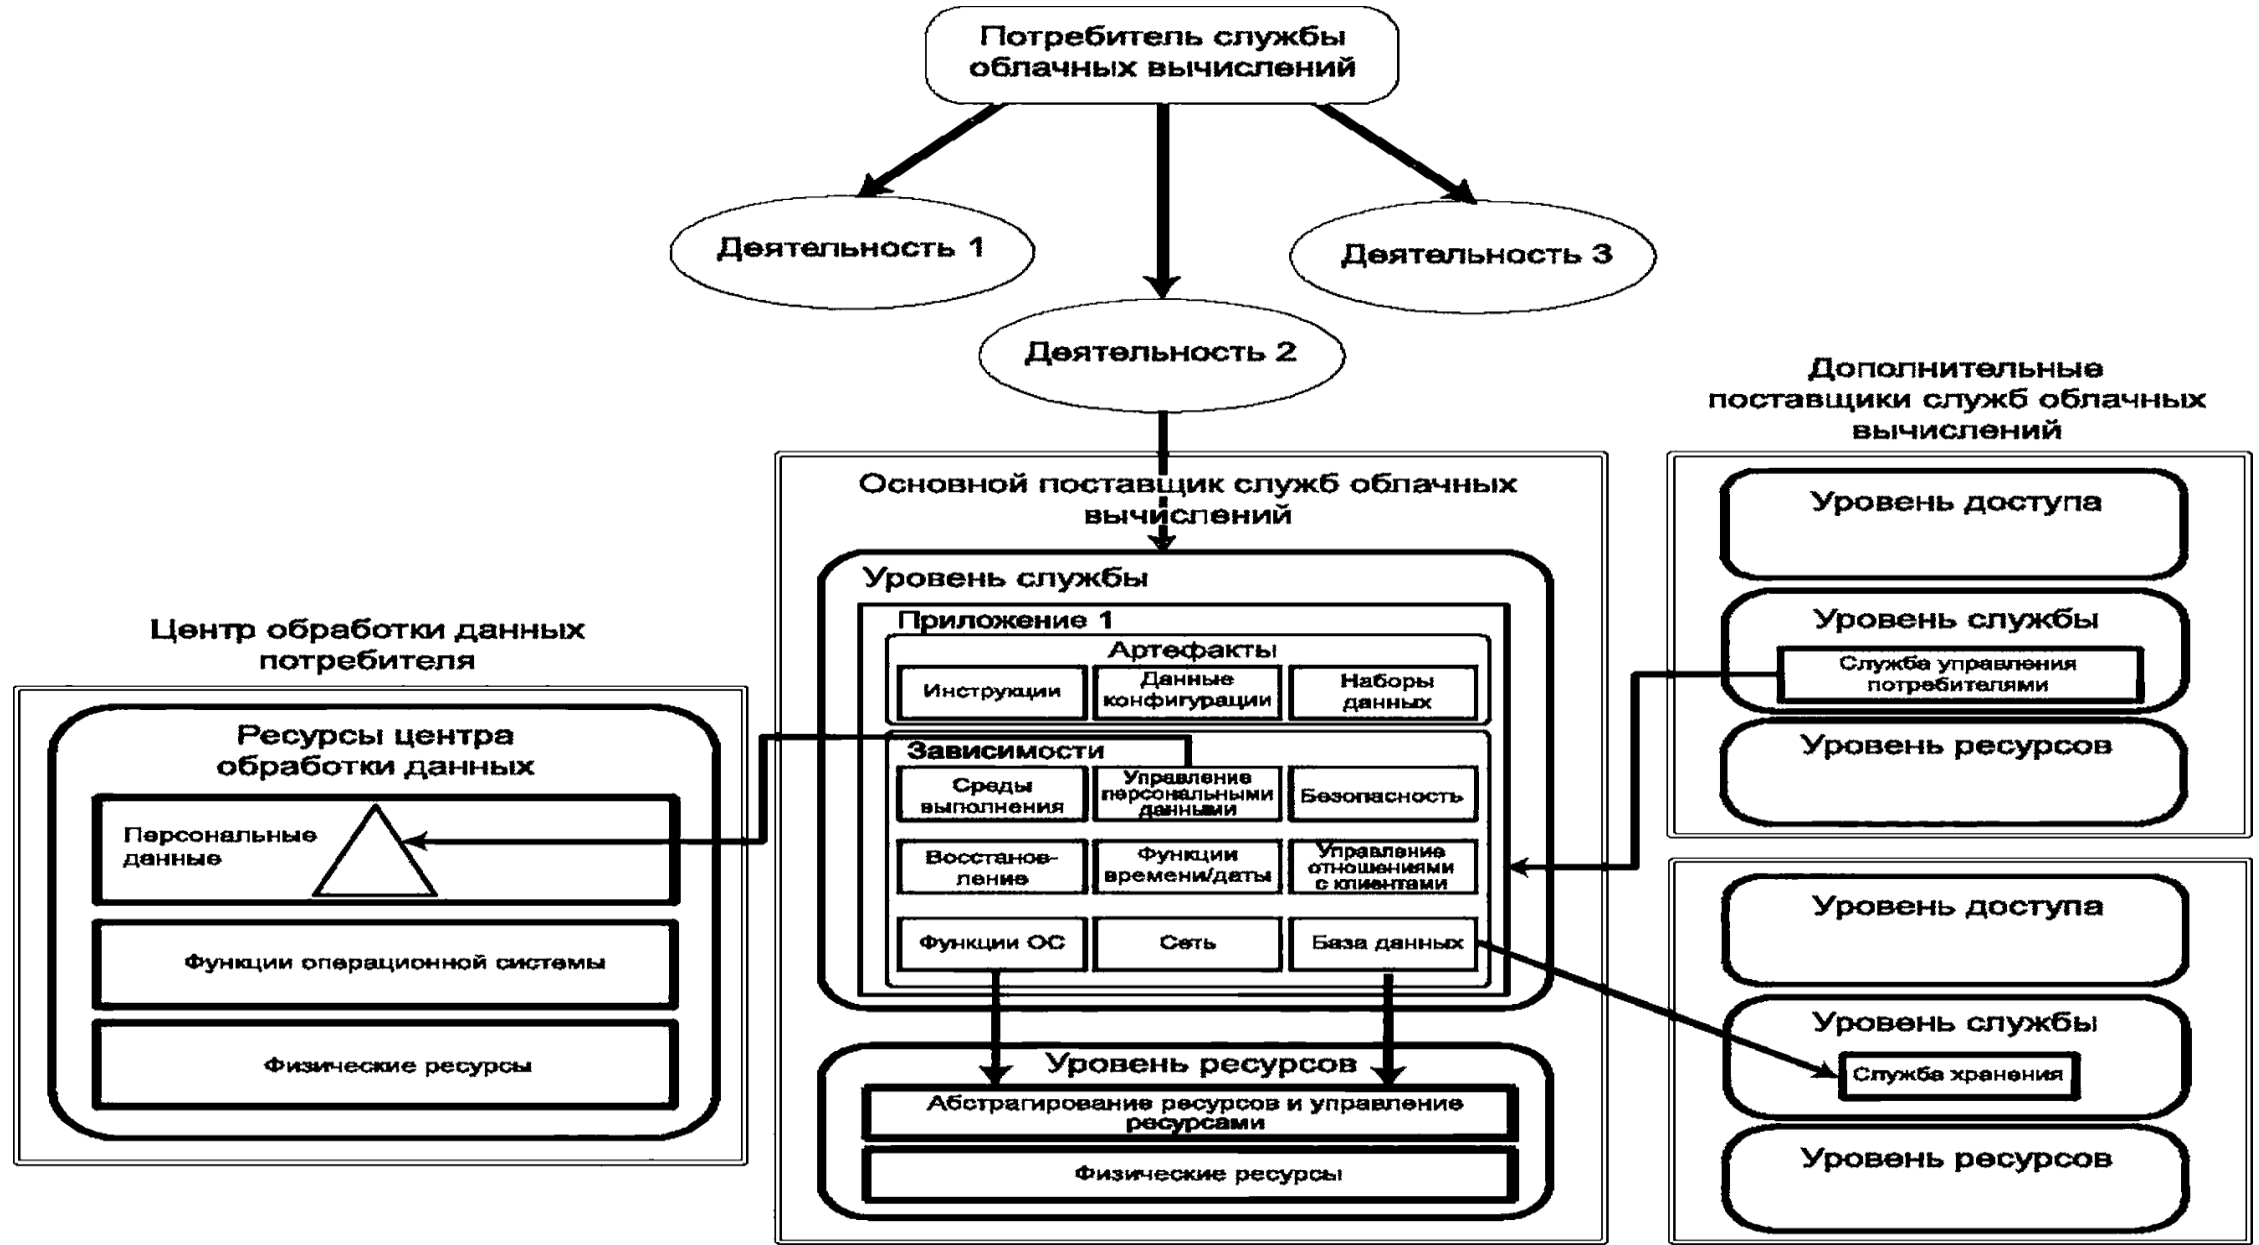 Потребитель службы
облачных вычислений
Деятельность 1
Деятельность 3
Деятельность 2
Дополнительные
поставщики служб облачных
вычислений
Основной поставщик служб облачных
вычислений
Уровень службы
Приложение 1
Артефакты
Инструкции
Данные
конфигурации
Наборы
данных
Зависимости
Среды
выполнения
Управление
персональными
данными
Безопасность
Восстанов-
ление
Функции
времени/даты
Управление
отношениями
с клиентами
Функции ОС
Сеть
База данных
Уровень ресурсов
Абстрагирование ресурсов и управление
ресурсами
Физические ресурсы
Центр обработки данных
потребителя
Ресурсы центра
обработки данных
Персональные
данные
Функции операционной системы
Физические ресурсы
Уровень доступа
Уровень службы
Служба управления
потребителями
Уровень ресурсов
Уровень доступа
Уровень службы
Служба хранения
Уровень ресурсов